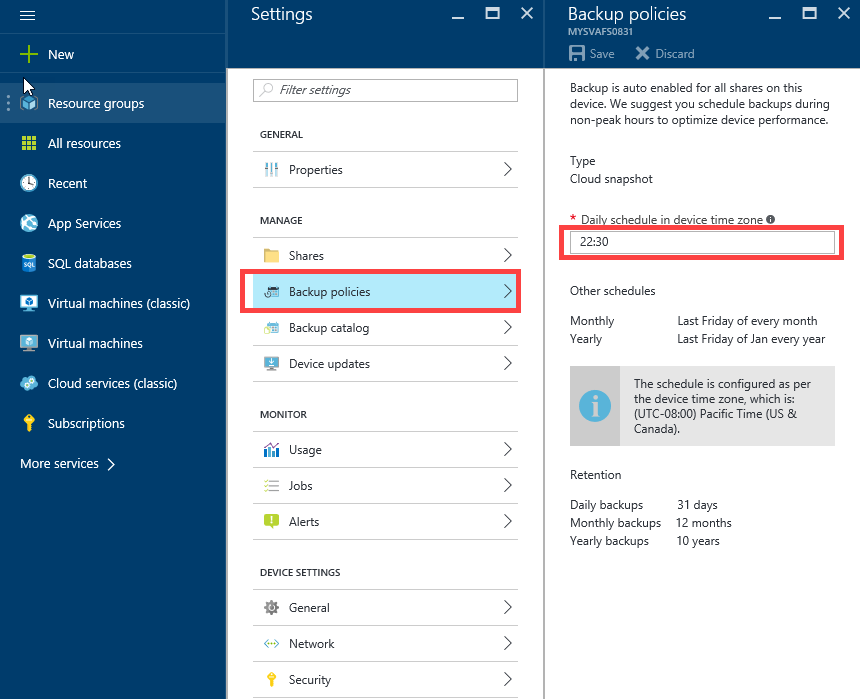 New
Resource groups
All resources
Recent
App Services
SQL
SQL databases
Virtual machines (classic)
Virtual machines
Cloud services (classic)
Subscriptions
More services
Settings
Filter settings
GENERAL
Properties
MANAGE
Shares
Backup policies
Backup catalog
Device updates
MONITOR
Usage
Jobs
Alerts
DEVICE SETTINGS
General
Network
Security
Backup policies
MYSVAFS0831
Save Discard
Backup is auto enabled for all shares on this
device. We suggest you schedule backups during
non-peak hours to optimize device performance.
Type
Cloud snapshot
* Daily schedule in device time zone
22:30
Other schedules
Monthly Last Friday of every month
Yearly Last Friday of Jan every year
The schedule is configured as per
the device time zone, which is:
(UTC-08:00) Pacific Time (US &
Canada).
Retention
Daily backups 31 days
Monthly backups 12 months
Yearly backups 10 years